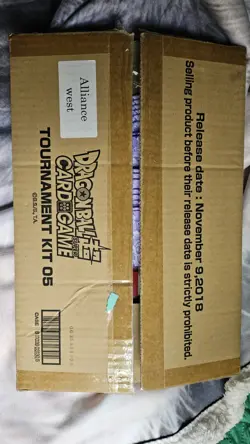 Release date : November 9,2018
Selling product before their release date is strictly prohibited.
Alliance
west
DRAGON BALL
SUPER
CARD GAME
TOURNAMENT KIT 05